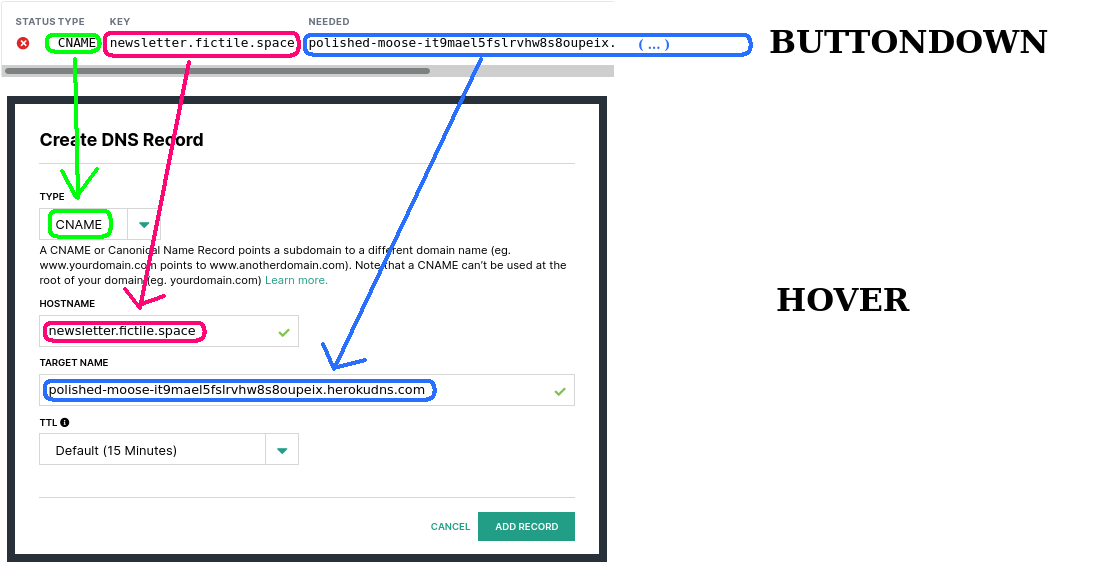 STATUS TYPE KEY NEEDED
CNAME newsletter.fictile.space polished-moose-it9mael5fslrvhw8s8oupeix. ( ... )
BUTTONDOWN
Create DNS Record
TYPE
CNAME
A CNAME or Canonical Name Record points a subdomain to a different domain name (eg.
www.yourdomain.com points to www.anotherdomain.com). Note that a CNAME can't be used at the
root of your domain (eg. yourdomain.com) Learn more.
HOVER
HOSTNAME
newsletter.fictile.space
TARGET NAME
polished-moose-it9mael5fslrvhw8s8oupeix.herokudns.com
TTL
Default (15 Minutes)
CANCEL ADD RECORD